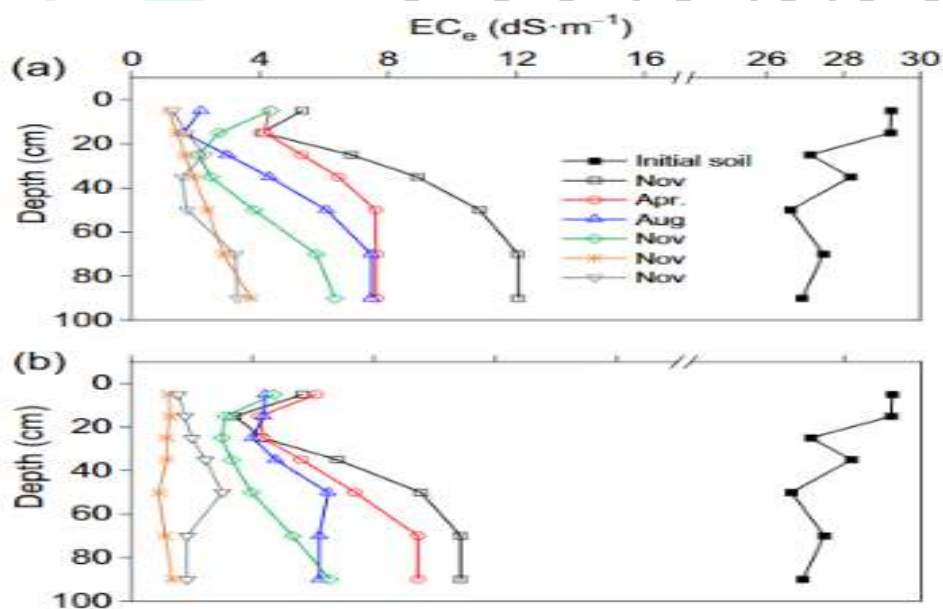 ECe (dS·m⁻¹)
(a) 0 4 8 12 16 26 28 30
0
20
40
60
80
100
Depth (cm)
Initial soil
Nov
Apr.
Aug
Nov
Nov
Nov
(b)
0
20
40
60
80
100
Depth (cm)